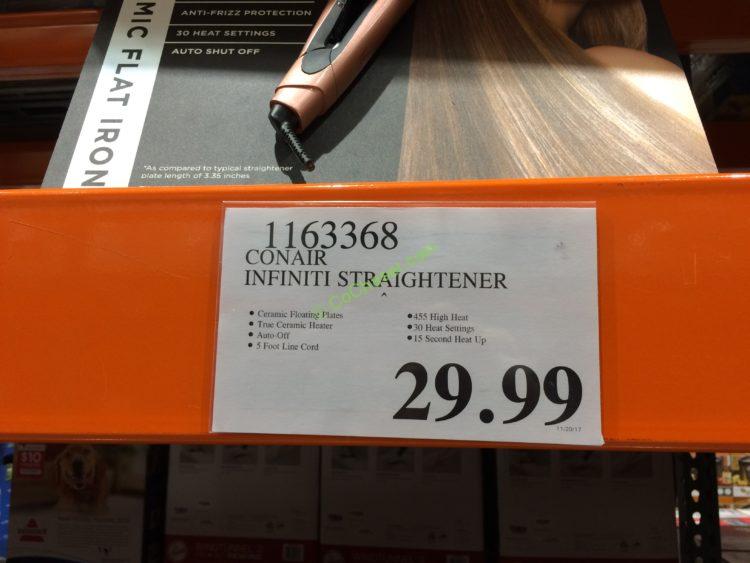 ANTI-FRIZZ PROTECTION
30 HEAT SETTINGS
AUTO SHUT OFF
MIC FLAT IRON
*As compared to typical straightener
plate length of 3.35 inches
1163368
CONAIR
INFINITI STRAIGHTENER
^
• Ceramic Floating Plates
• True Ceramic Heater
• Auto-Off
• 5 Foot Line Cord
• 455 High Heat
• 30 Heat Settings
• 15 Second Heat Up
29.99
11/20/17
$10
BISSELL